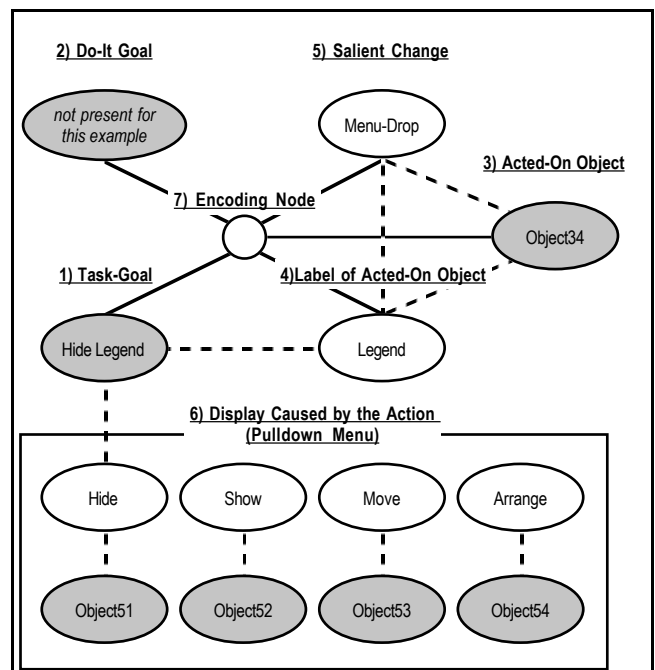 2) Do-It Goal
5) Salient Change
not present for
this example
Menu-Drop
3) Acted-On Object
7) Encoding Node
Object34
1) Task-Goal
4)Label of Acted-On Object
Hide Legend
Legend
6) Display Caused by the Action
(Pulldown Menu)
Hide
Show
Move
Arrange
Object51
Object52
Object53
Object54